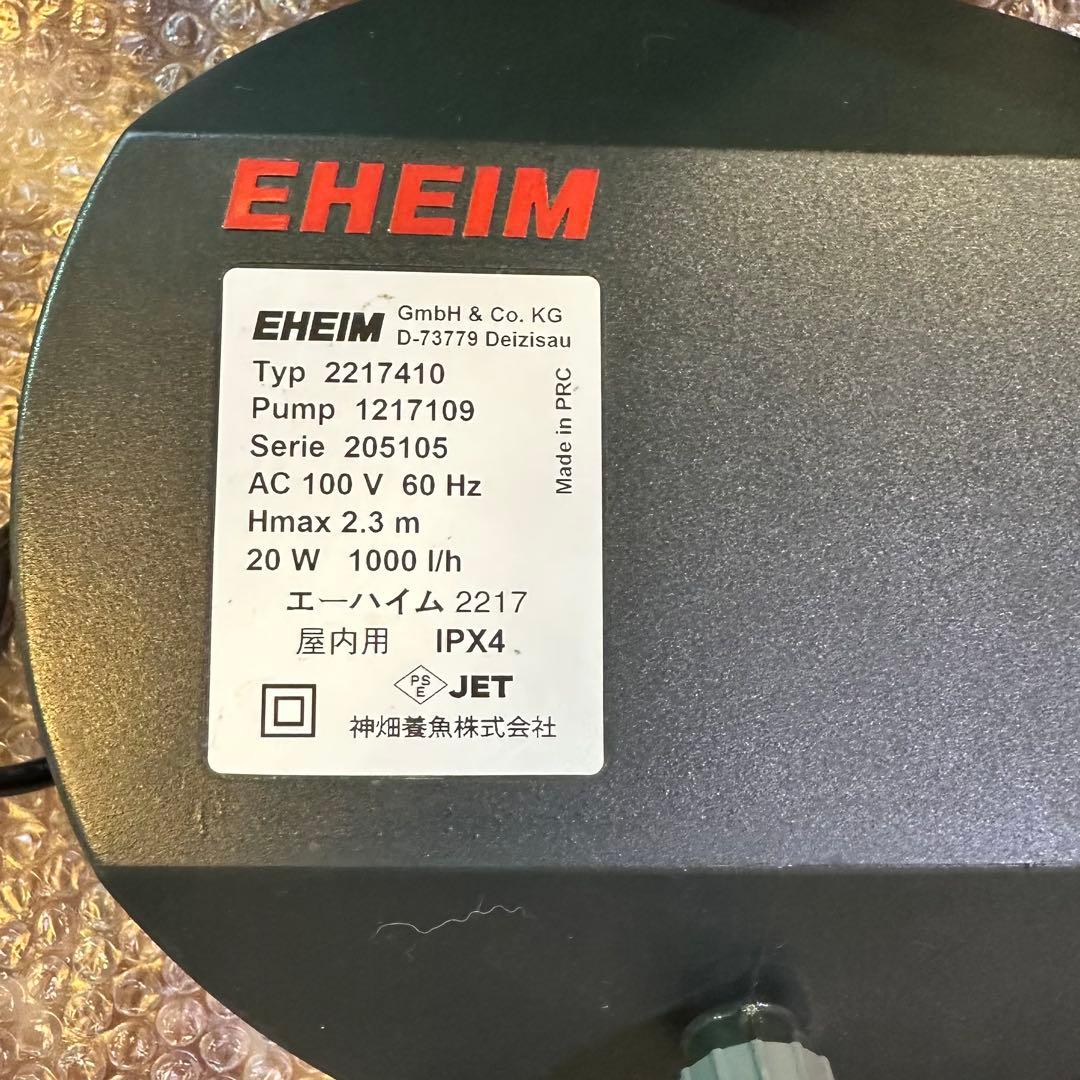 EHEIM
EHEIM GmbH & Co. KG
D-73779 Deizisau
Typ 2217410
Pump 1217109
Serie 205105
AC 100 V 60 Hz
Hmax 2.3 m
20 W 1000 l/h
エーハイム 2217
屋内用 IPX4
PS
E JET
神畑養魚株式会社
Made in PRC